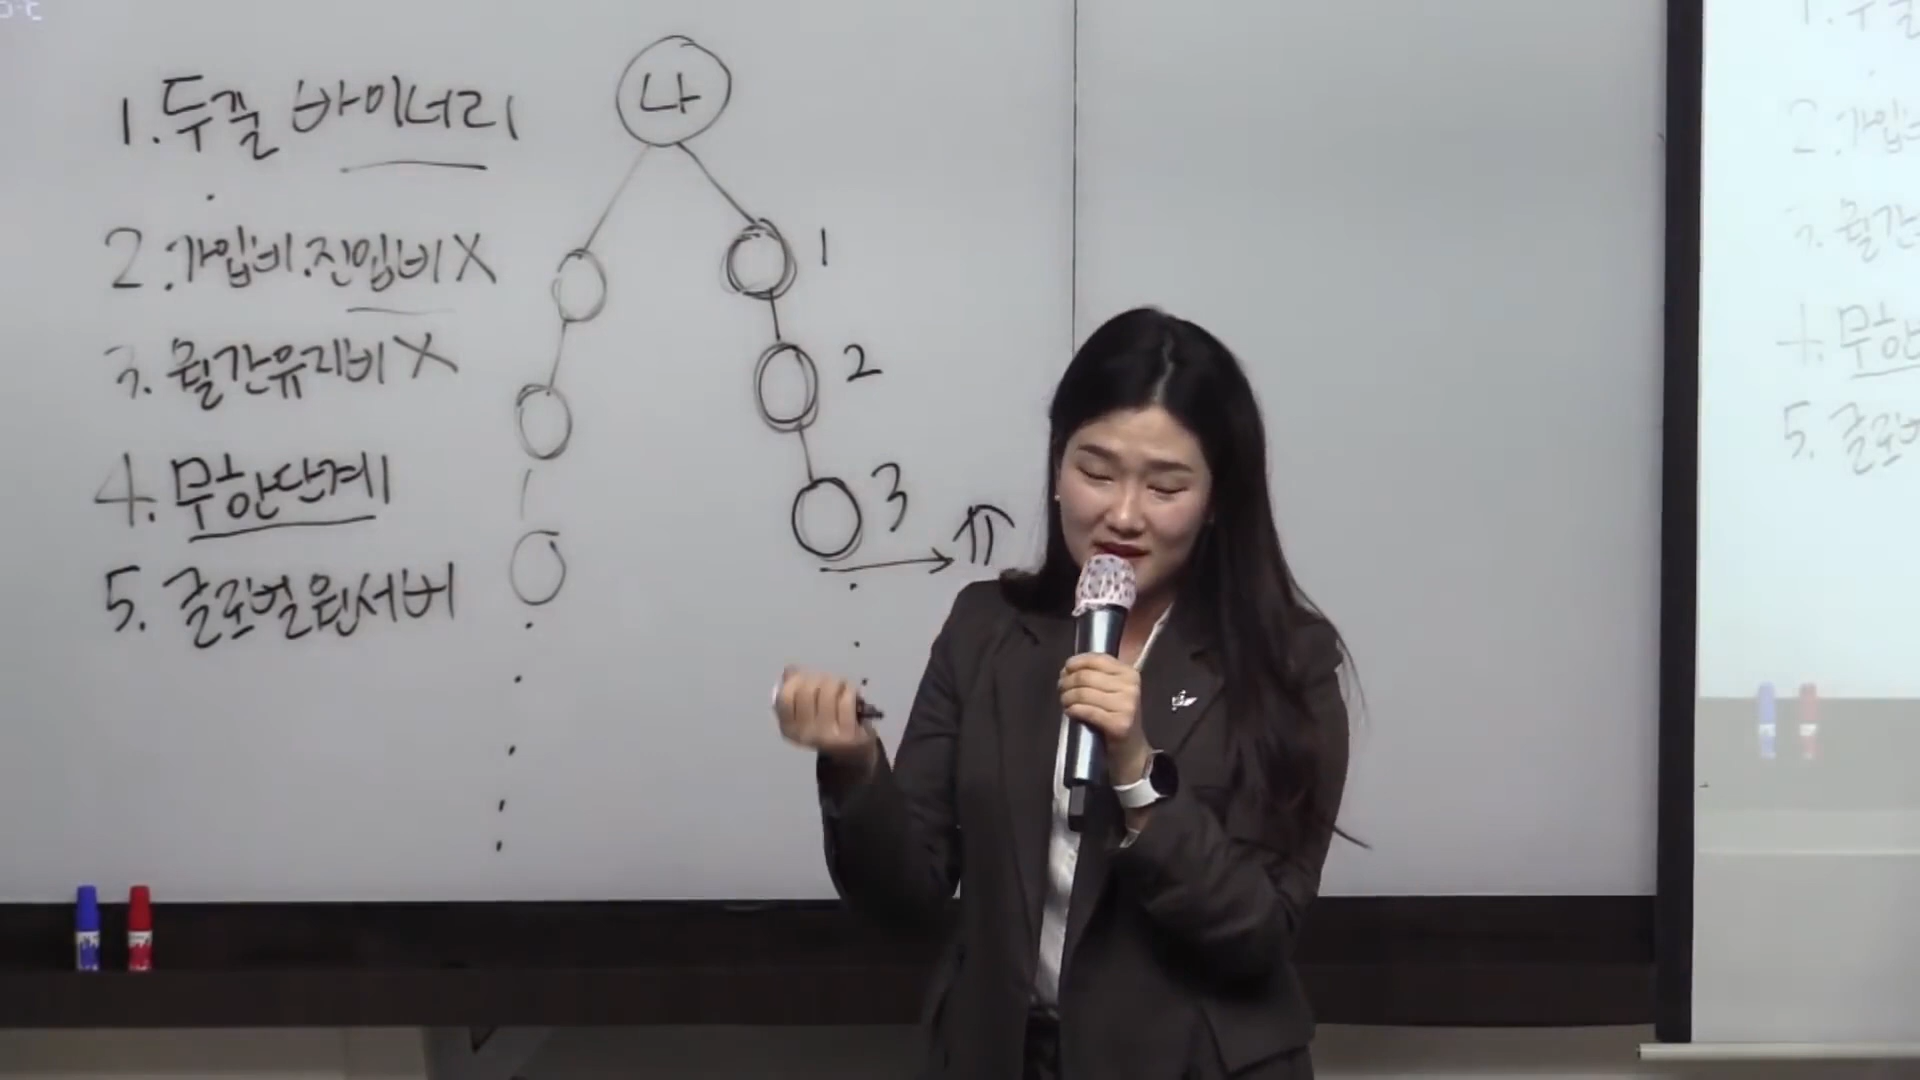 1. 두줄 바이너리
2. 가입비. 진입비 X
3. 월간유지비 X
4. 무한단계
5. 글로벌원서버
나
1
2
3